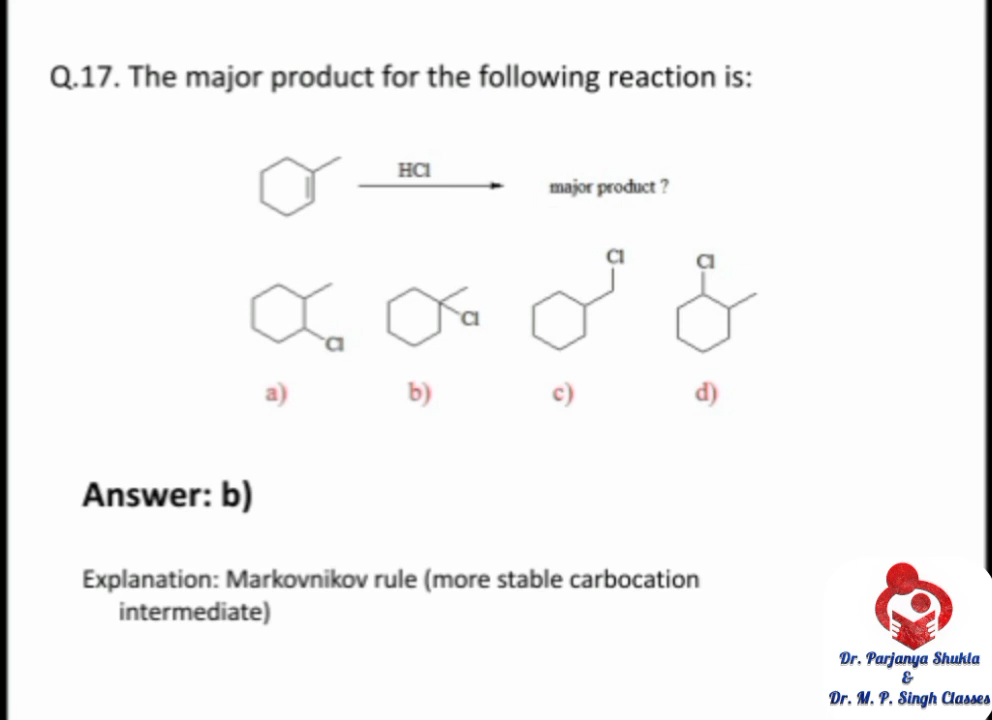 Q.17. The major product for the following reaction is:
HCl
major product ?
Cl
Cl
Cl
Cl
a)
b)
c)
d)
Answer: b)
Explanation: Markovnikov rule (more stable carbocation
intermediate)
Dr. Parjanya Shukla
&
Dr. M. P. Singh Classes